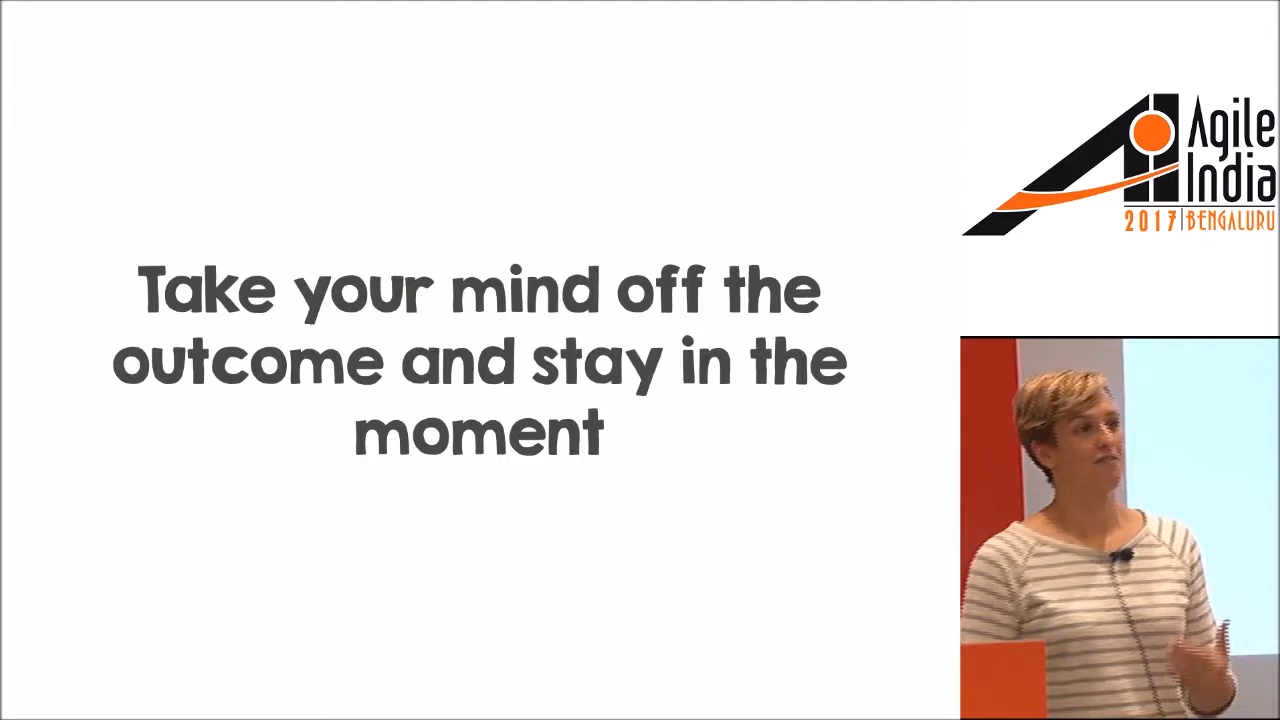 Take your mind off the
outcome and stay in the
moment
Agile
India
2017 | BENGALURU